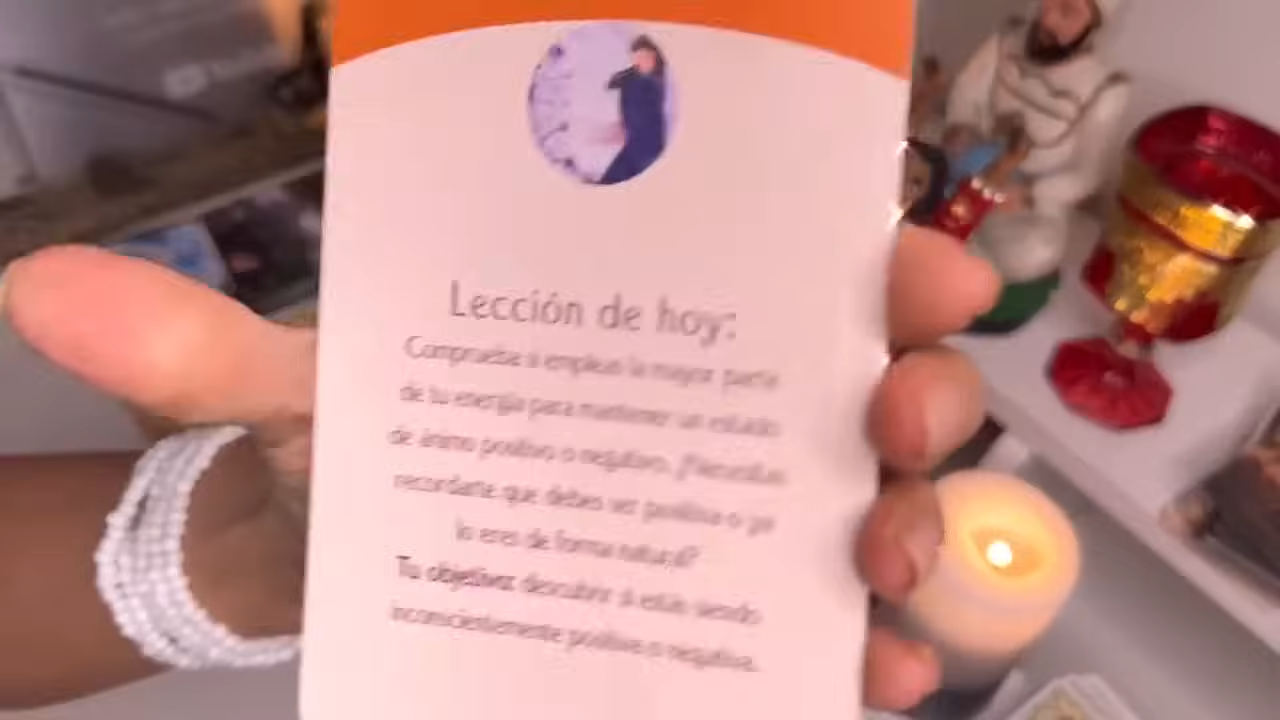 Lección de hoy:
Comprueba si empleas la mayor parte
de tu energía para mantener un estado
de ánimo positivo o negativo. ¿Necesitas
recordarte que debes ser positiva o ya
lo eres de forma natural?
Tu objetivo: descubrir si estás siendo
inconscientemente positiva o negativa.